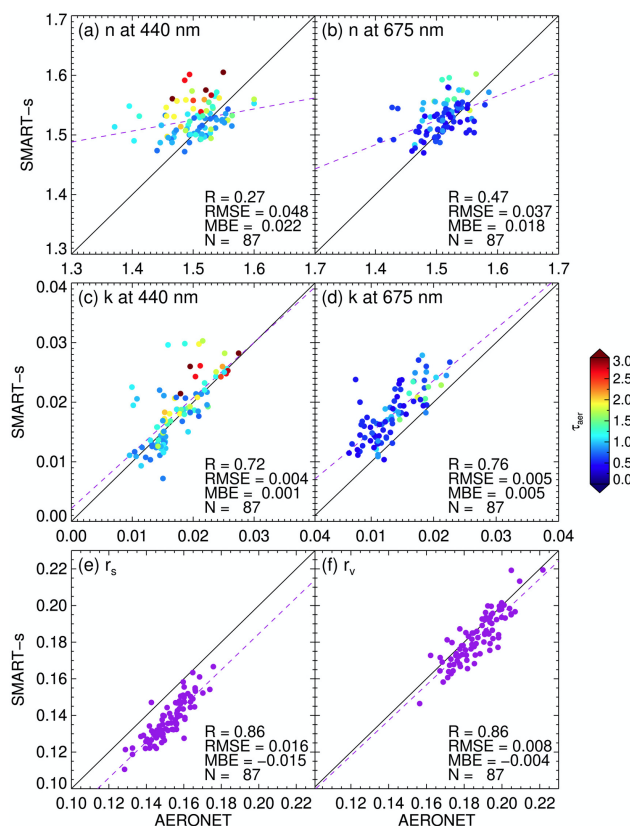 (a) n at 440 nm
(b) n at 675 nm
1.7
1.6
1.5
1.4
1.3
SMART-s
R = 0.27
RMSE = 0.048
MBE = 0.022
N = 87
R = 0.47
RMSE = 0.037
MBE = 0.018
N = 87
1.3 1.4 1.5 1.6 1.7 1.4 1.5 1.6 1.7
(c) k at 440 nm
(d) k at 675 nm
0.04
0.03
0.02
0.01
0.00
SMART-s
R = 0.72
RMSE = 0.004
MBE = 0.001
N = 87
R = 0.76
RMSE = 0.005
MBE = 0.005
N = 87
0.00 0.01 0.02 0.03 0.04 0.01 0.02 0.03 0.04
3.0
2.5
2.0
1.5
1.0
0.5
0.0
τaer
(e) rs
(f) rv
0.22
0.20
0.18
0.16
0.14
0.12
0.10
SMART-s
R = 0.86
RMSE = 0.016
MBE = −0.015
N = 87
R = 0.86
RMSE = 0.008
MBE = −0.004
N = 87
0.10 0.12 0.14 0.16 0.18 0.20 0.22 0.12 0.14 0.16 0.18 0.20 0.22
AERONET
AERONET